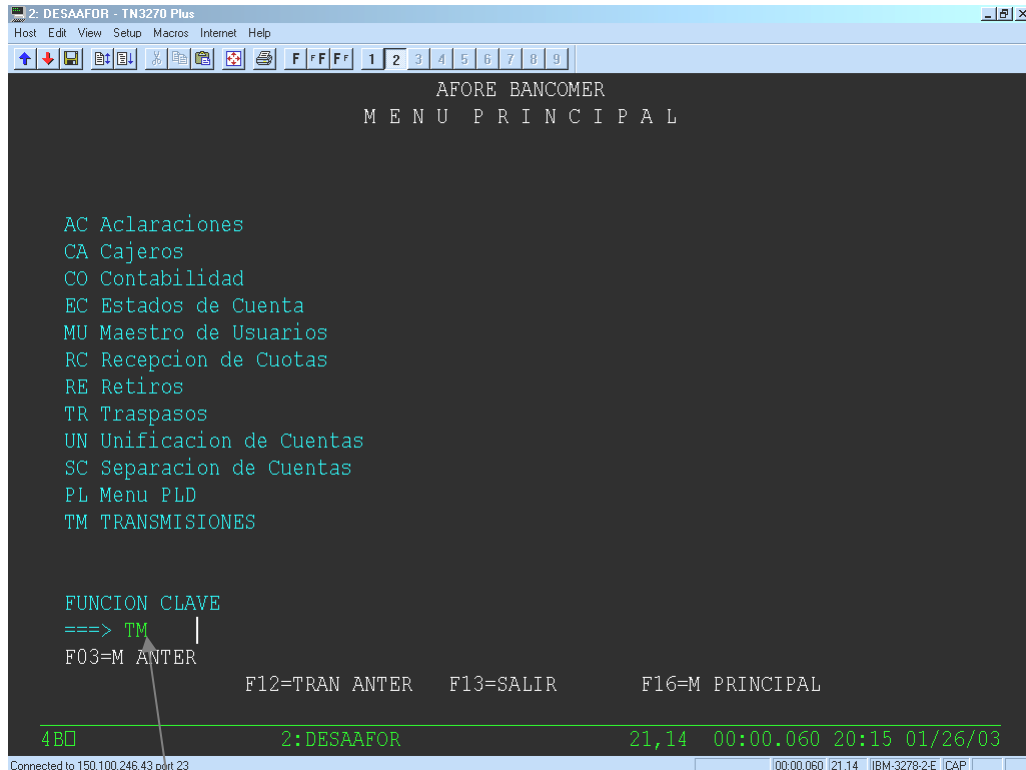 2: DESAAFOR - TN3270 Plus
Host Edit View Setup Macros Internet Help
F FF FF 1 2 3 4 5 6 7 8 9
AFORE BANCOMER
M E N U P R I N C I P A L
AC Aclaraciones
CA Cajeros
CO Contabilidad
EC Estados de Cuenta
MU Maestro de Usuarios
RC Recepcion de Cuotas
RE Retiros
TR Traspasos
UN Unificacion de Cuentas
SC Separacion de Cuentas
PL Menu PLD
TM TRANSMISIONES
FUNCION CLAVE
===> TM
F03=M ANTER
F12=TRAN ANTER F13=SALIR F16=M PRINCIPAL
4B 2:DESAAFOR 21,14 00:00.060 20:15 01/26/03
Connected to 150.100.246.43 port 23 00:00.060 21.14 IBM-3278-2-E CAP